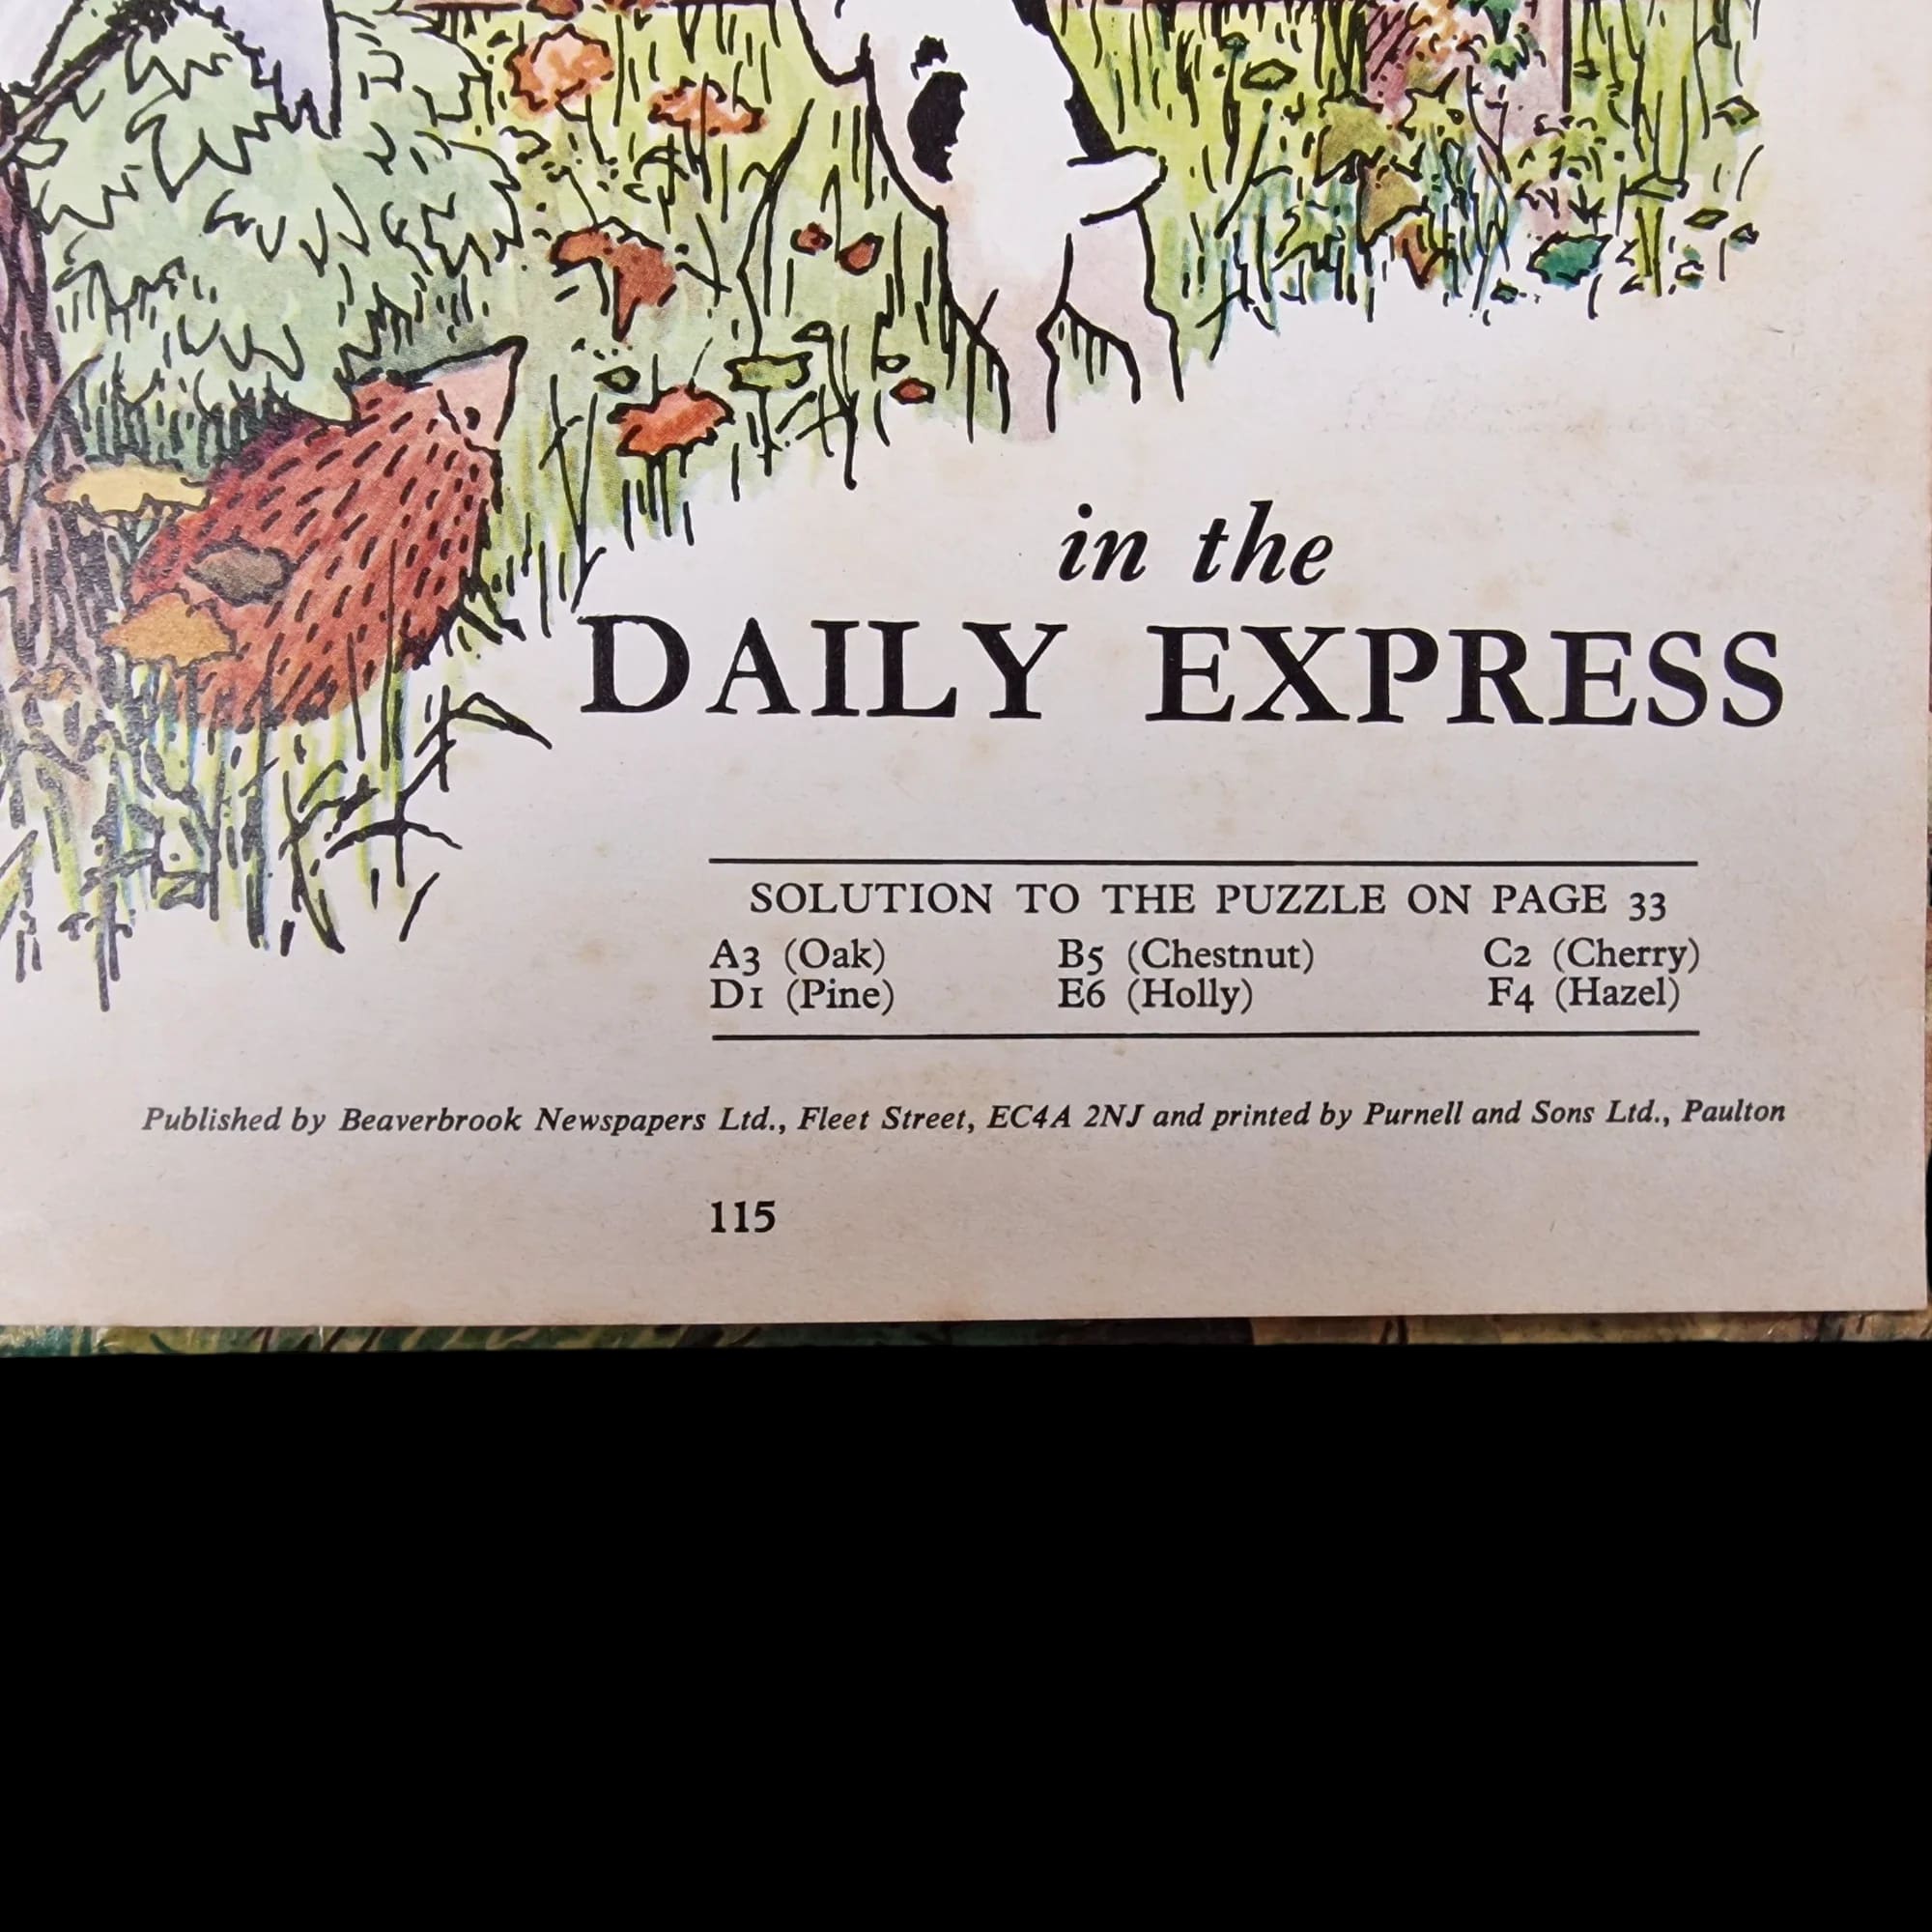 in the
DAILY EXPRESS
SOLUTION TO THE PUZZLE ON PAGE 33
A3 (Oak) B5 (Chestnut) C2 (Cherry)
D1 (Pine) E6 (Holly) F4 (Hazel)
Published by Beaverbrook Newspapers Ltd., Fleet Street, EC4A 2NJ and printed by Purnell and Sons Ltd., Paulton
115